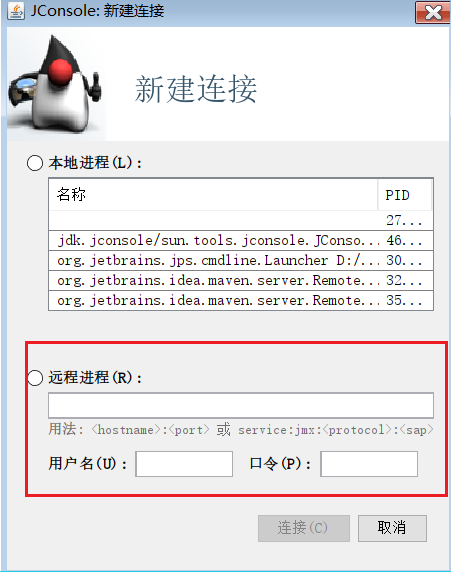 JConsole: 新建连接
新建连接
本地进程(L):
名称 PID
27...
jdk.jconsole/sun.tools.jconsole.JConso... 46...
org.jetbrains.jps.cmdline.Launcher D:/... 30...
org.jetbrains.idea.maven.server.Remote... 32...
org.jetbrains.idea.maven.server.Remote... 35...
远程进程(R):
用法: <hostname>:<port> 或 service:jmx:<protocol>:<sap>
用户名(U): 口令(P):
连接(C) 取消